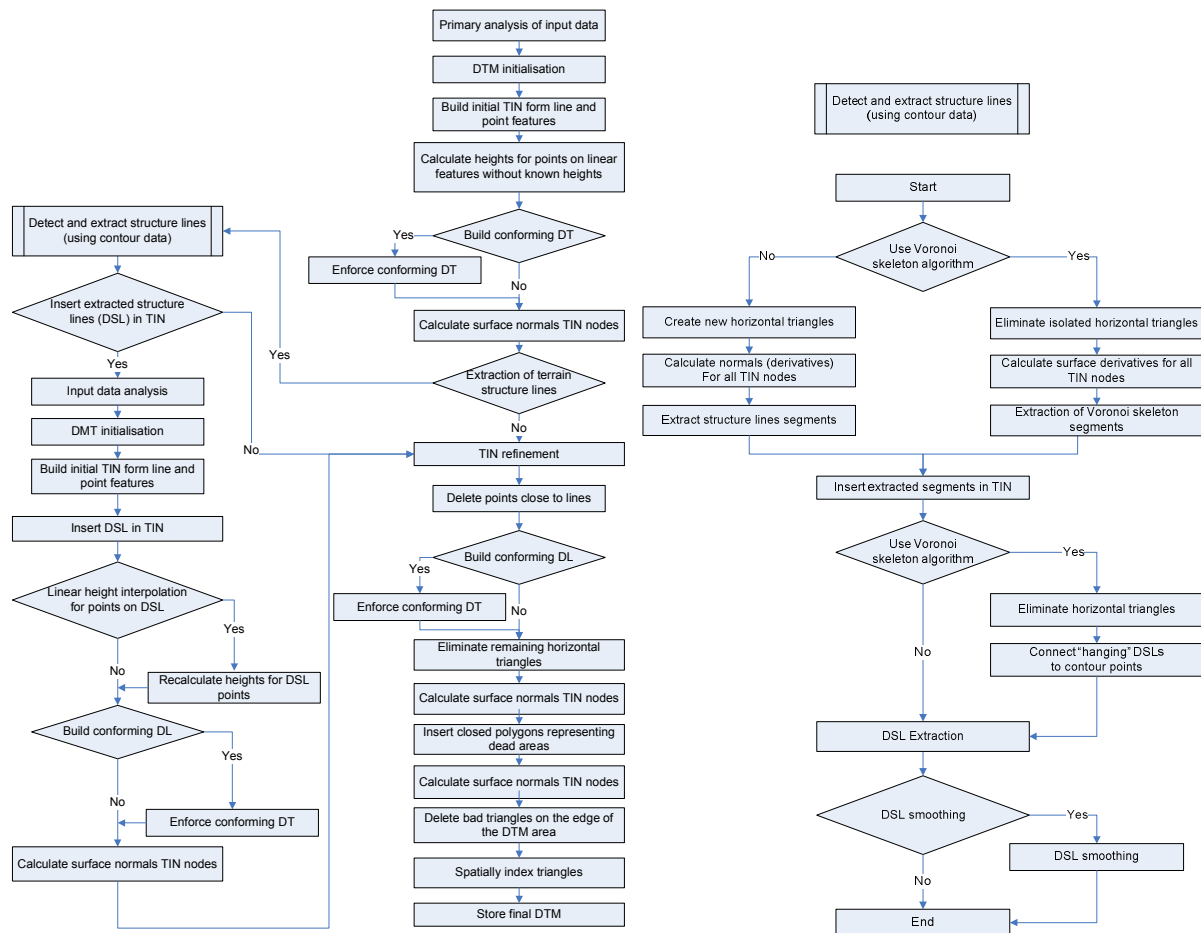 Primary analysis of input data
DTM initialisation
Build initial TIN form line and
point features
Calculate heights for points on linear
features without known heights
Build conforming DT
Yes
Enforce conforming DT
No
Calculate surface normals TIN nodes
Extraction of terrain
structure lines
Yes
No
TIN refinement
Delete points close to lines
Build conforming DL
Yes
Enforce conforming DT
No
Eliminate remaining horizontal
triangles
Calculate surface normals TIN nodes
Insert closed polygons representing
dead areas
Calculate surface normals TIN nodes
Delete bad triangles on the edge of
the DTM area
Spatially index triangles
Store final DTM
Detect and extract structure lines
(using contour data)
Insert extracted structure
lines (DSL) in TIN
Yes
No
Input data analysis
DMT initialisation
Build initial TIN form line and
point features
Insert DSL in TIN
Linear height interpolation
for points on DSL
Yes
No
Recalculate heights for DSL
points
Build conforming DL
Yes
No
Enforce conforming DT
Calculate surface normals TIN nodes
Detect and extract structure lines
(using contour data)
Start
Use Voronoi
skeleton algorithm
No
Yes
Create new horizontal triangles
Calculate normals (derivatives)
For all TIN nodes
Extract structure lines segments
Eliminate isolated horizontal triangles
Calculate surface derivatives for all
TIN nodes
Extraction of Voronoi skeleton
segments
Insert extracted segments in TIN
Use Voronoi
skeleton algorithm
Yes
No
Eliminate horizontal triangles
Connect “hanging” DSLs
to contour points
DSL Extraction
DSL smoothing
Yes
DSL smoothing
No
End